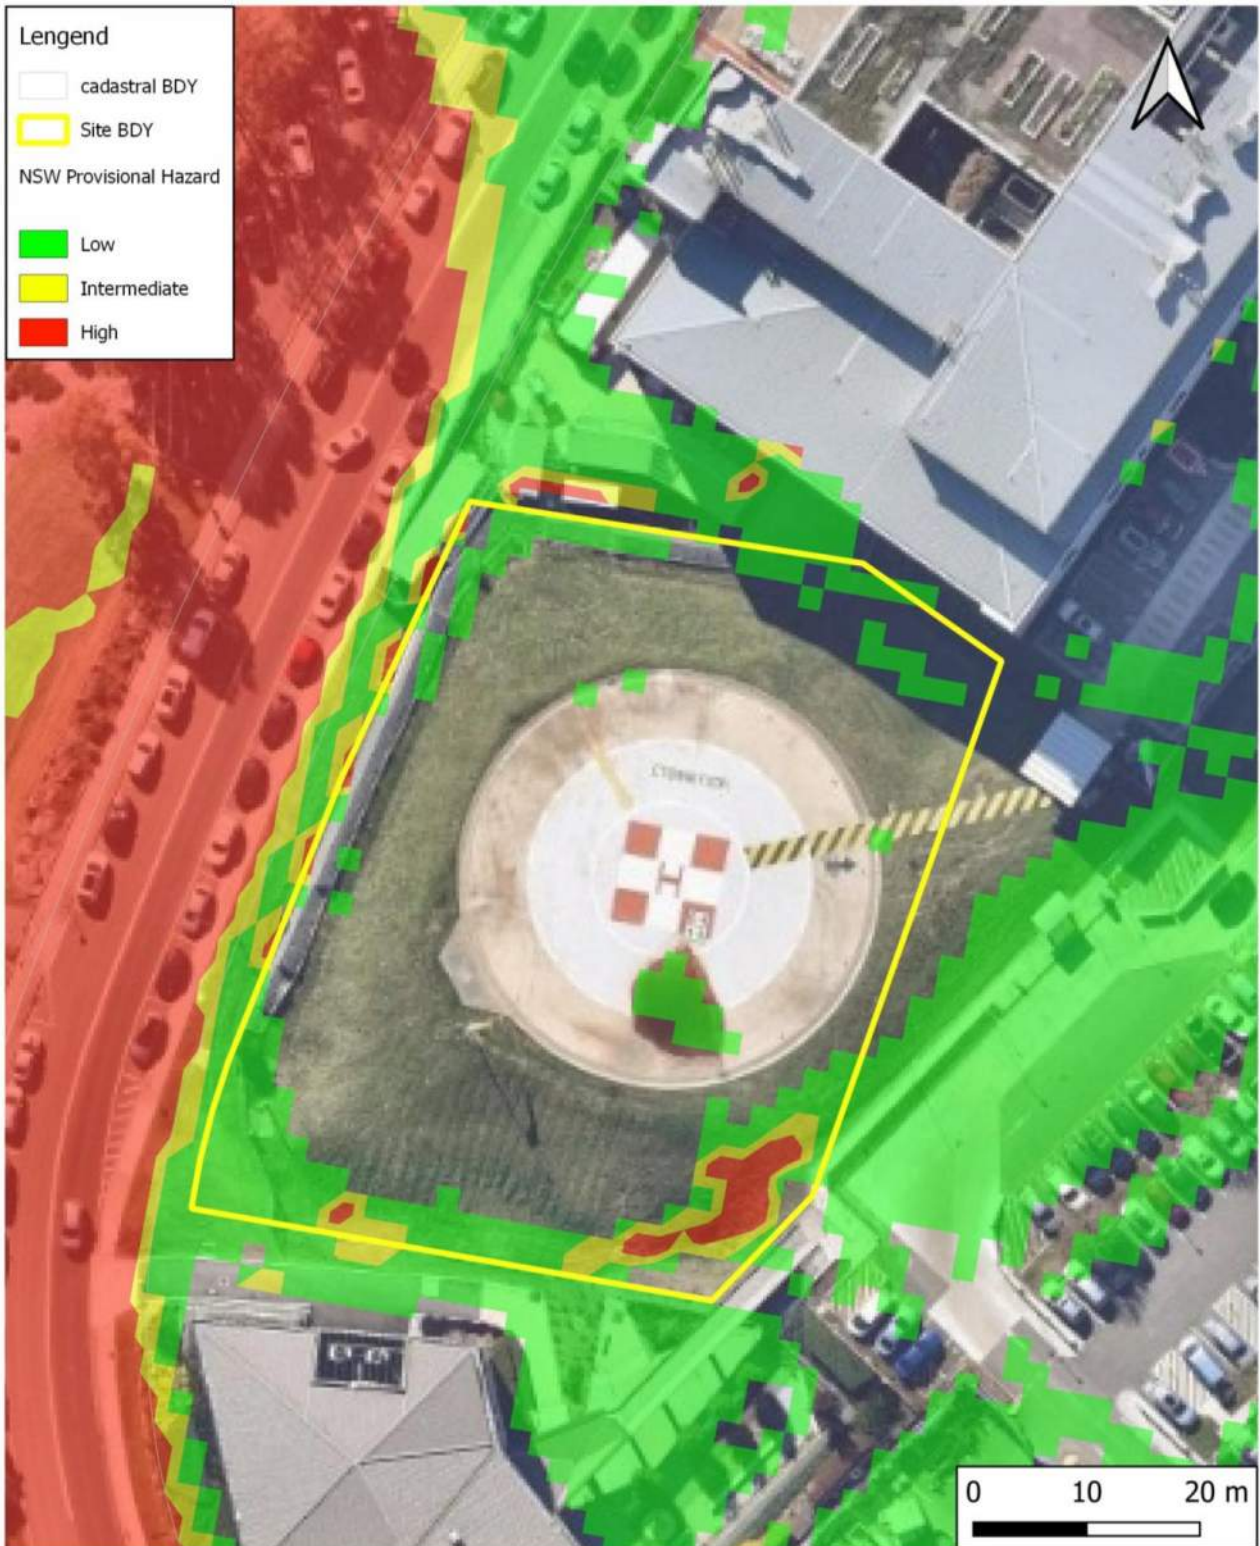 Lengend
cadastral BDY
Site BDY
NSW Provisional Hazard
Low
Intermediate
High
H
0 10 20 m